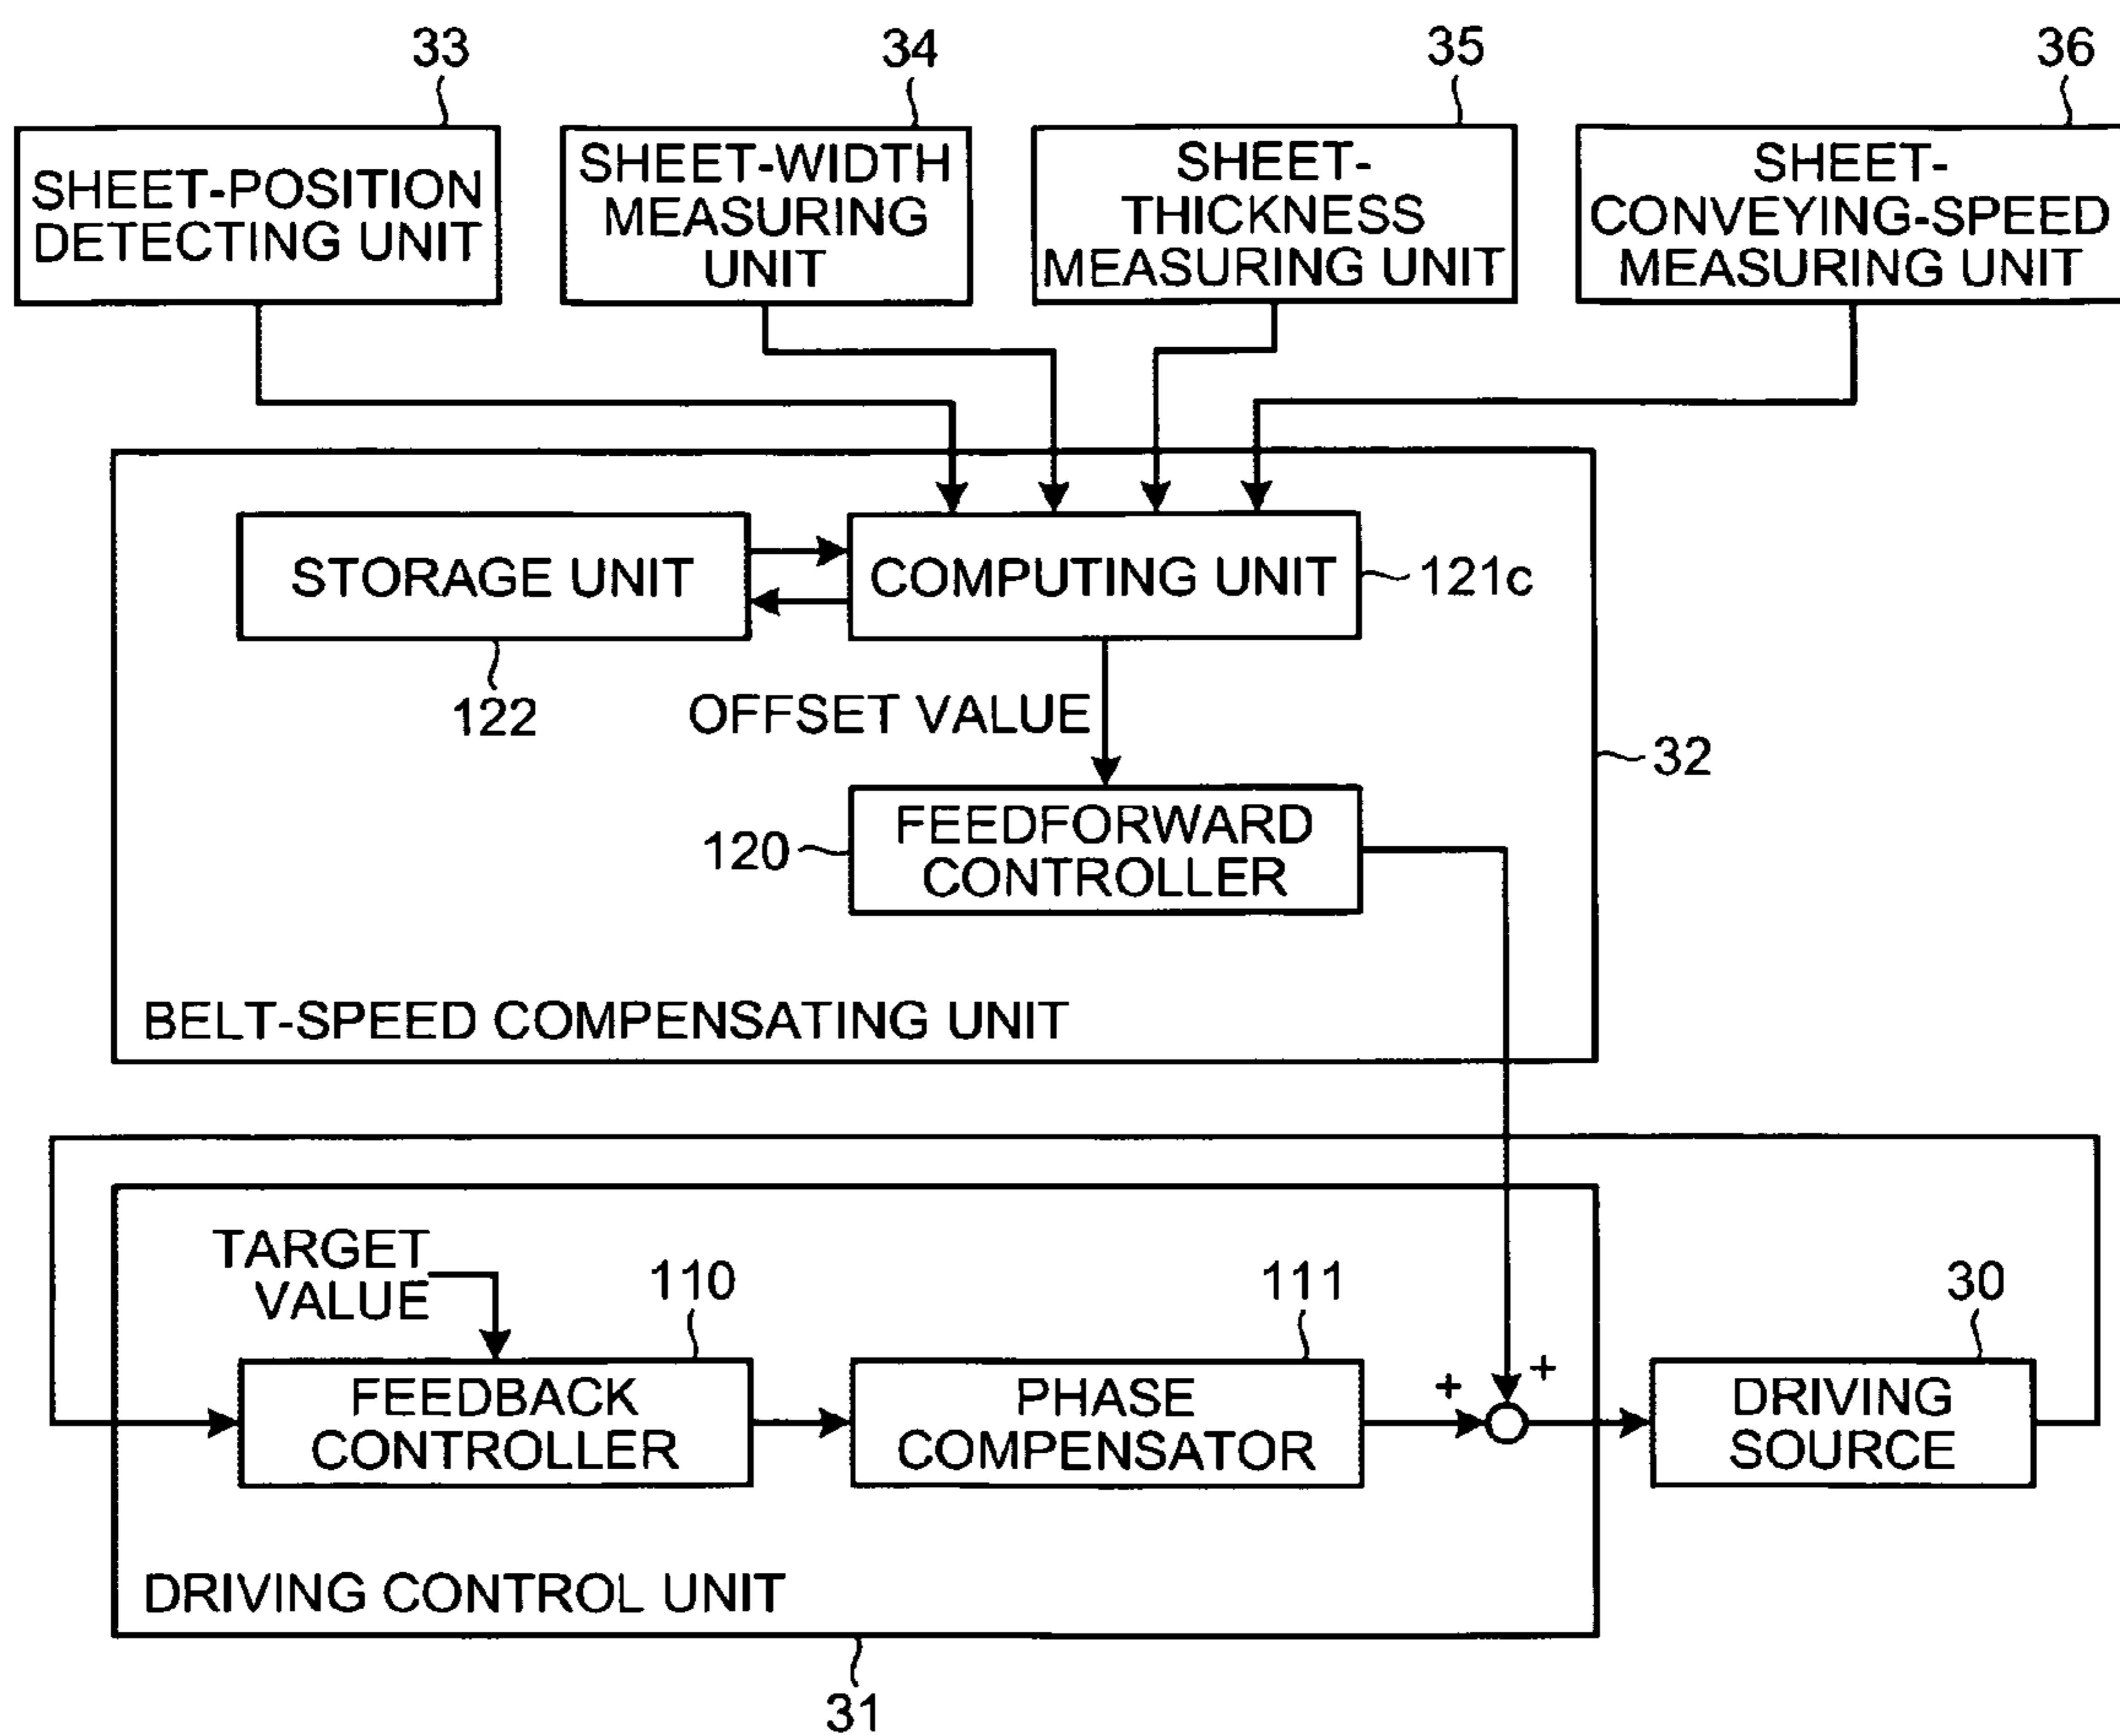 33
34
35
36
SHEET-POSITION
DETECTING UNIT
SHEET-WIDTH
MEASURING
UNIT
SHEET-
THICKNESS
MEASURING UNIT
SHEET-
CONVEYING-SPEED
MEASURING UNIT
STORAGE UNIT
COMPUTING UNIT
121c
122
OFFSET VALUE
32
120
FEEDFORWARD
CONTROLLER
BELT-SPEED COMPENSATING UNIT
TARGET
VALUE
110
111
30
FEEDBACK
CONTROLLER
PHASE
COMPENSATOR
+
+
DRIVING
SOURCE
DRIVING CONTROL UNIT
31